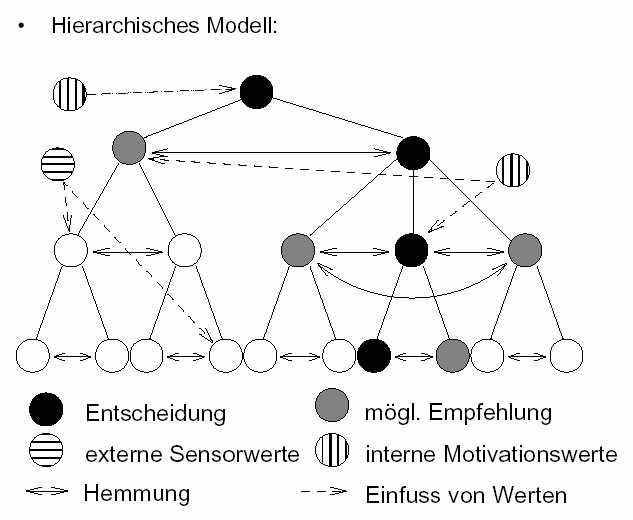 • Hierarchisches Modell:
Entscheidung
mögl. Empfehlung
externe Sensorwerte
interne Motivationswerte
Hemmung
Einfuss von Werten